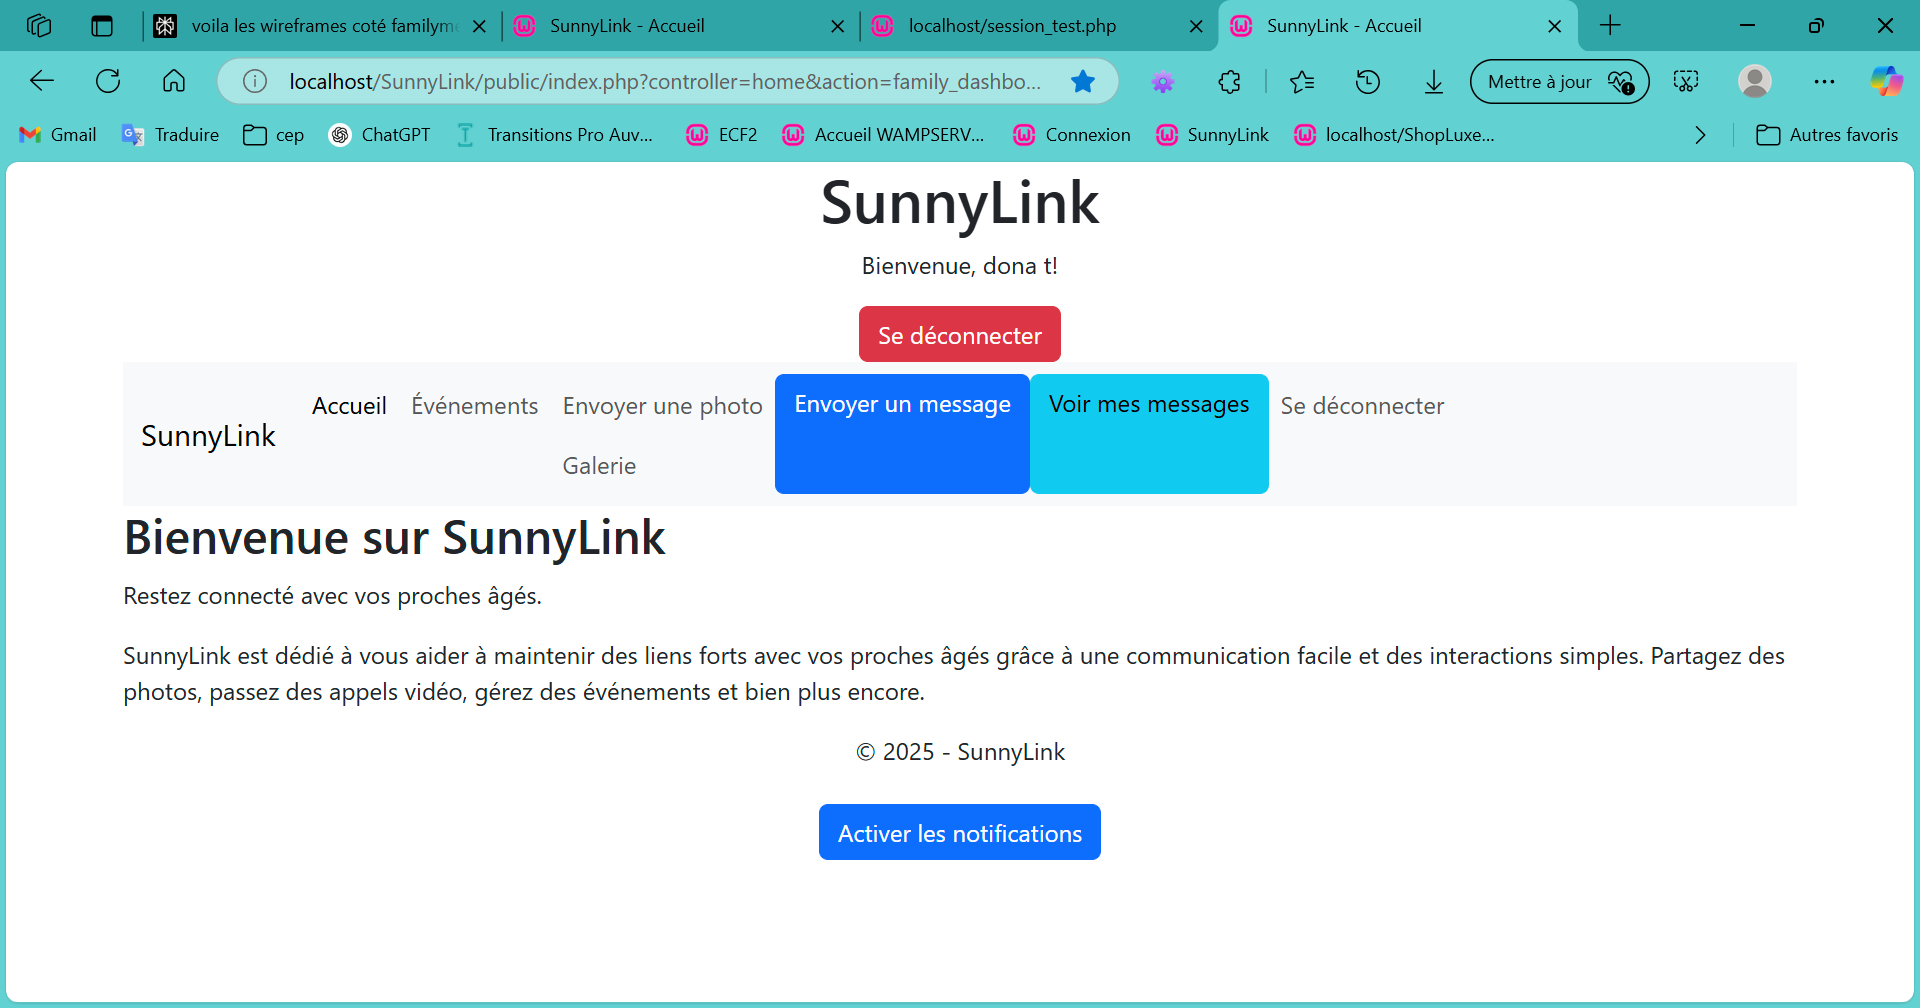 voila les wireframes coté familym
SunnyLink - Accueil
localhost/session_test.php
SunnyLink - Accueil
localhost/SunnyLink/public/index.php?controller=home&action=family_dashbo...
Mettre à jour
Gmail
Traduire
cep
ChatGPT
Transitions Pro Auv...
ECF2
Accueil WAMPSERV...
Connexion
SunnyLink
localhost/ShopLuxe...
Autres favoris
SunnyLink
Bienvenue, dona t!
Se déconnecter
SunnyLink
Accueil
Événements
Envoyer une photo
Galerie
Envoyer un message
Voir mes messages
Se déconnecter
Bienvenue sur SunnyLink
Restez connecté avec vos proches âgés.
SunnyLink est dédié à vous aider à maintenir des liens forts avec vos proches âgés grâce à une communication facile et des interactions simples. Partagez des
photos, passez des appels vidéo, gérez des événements et bien plus encore.
© 2025 - SunnyLink
Activer les notifications